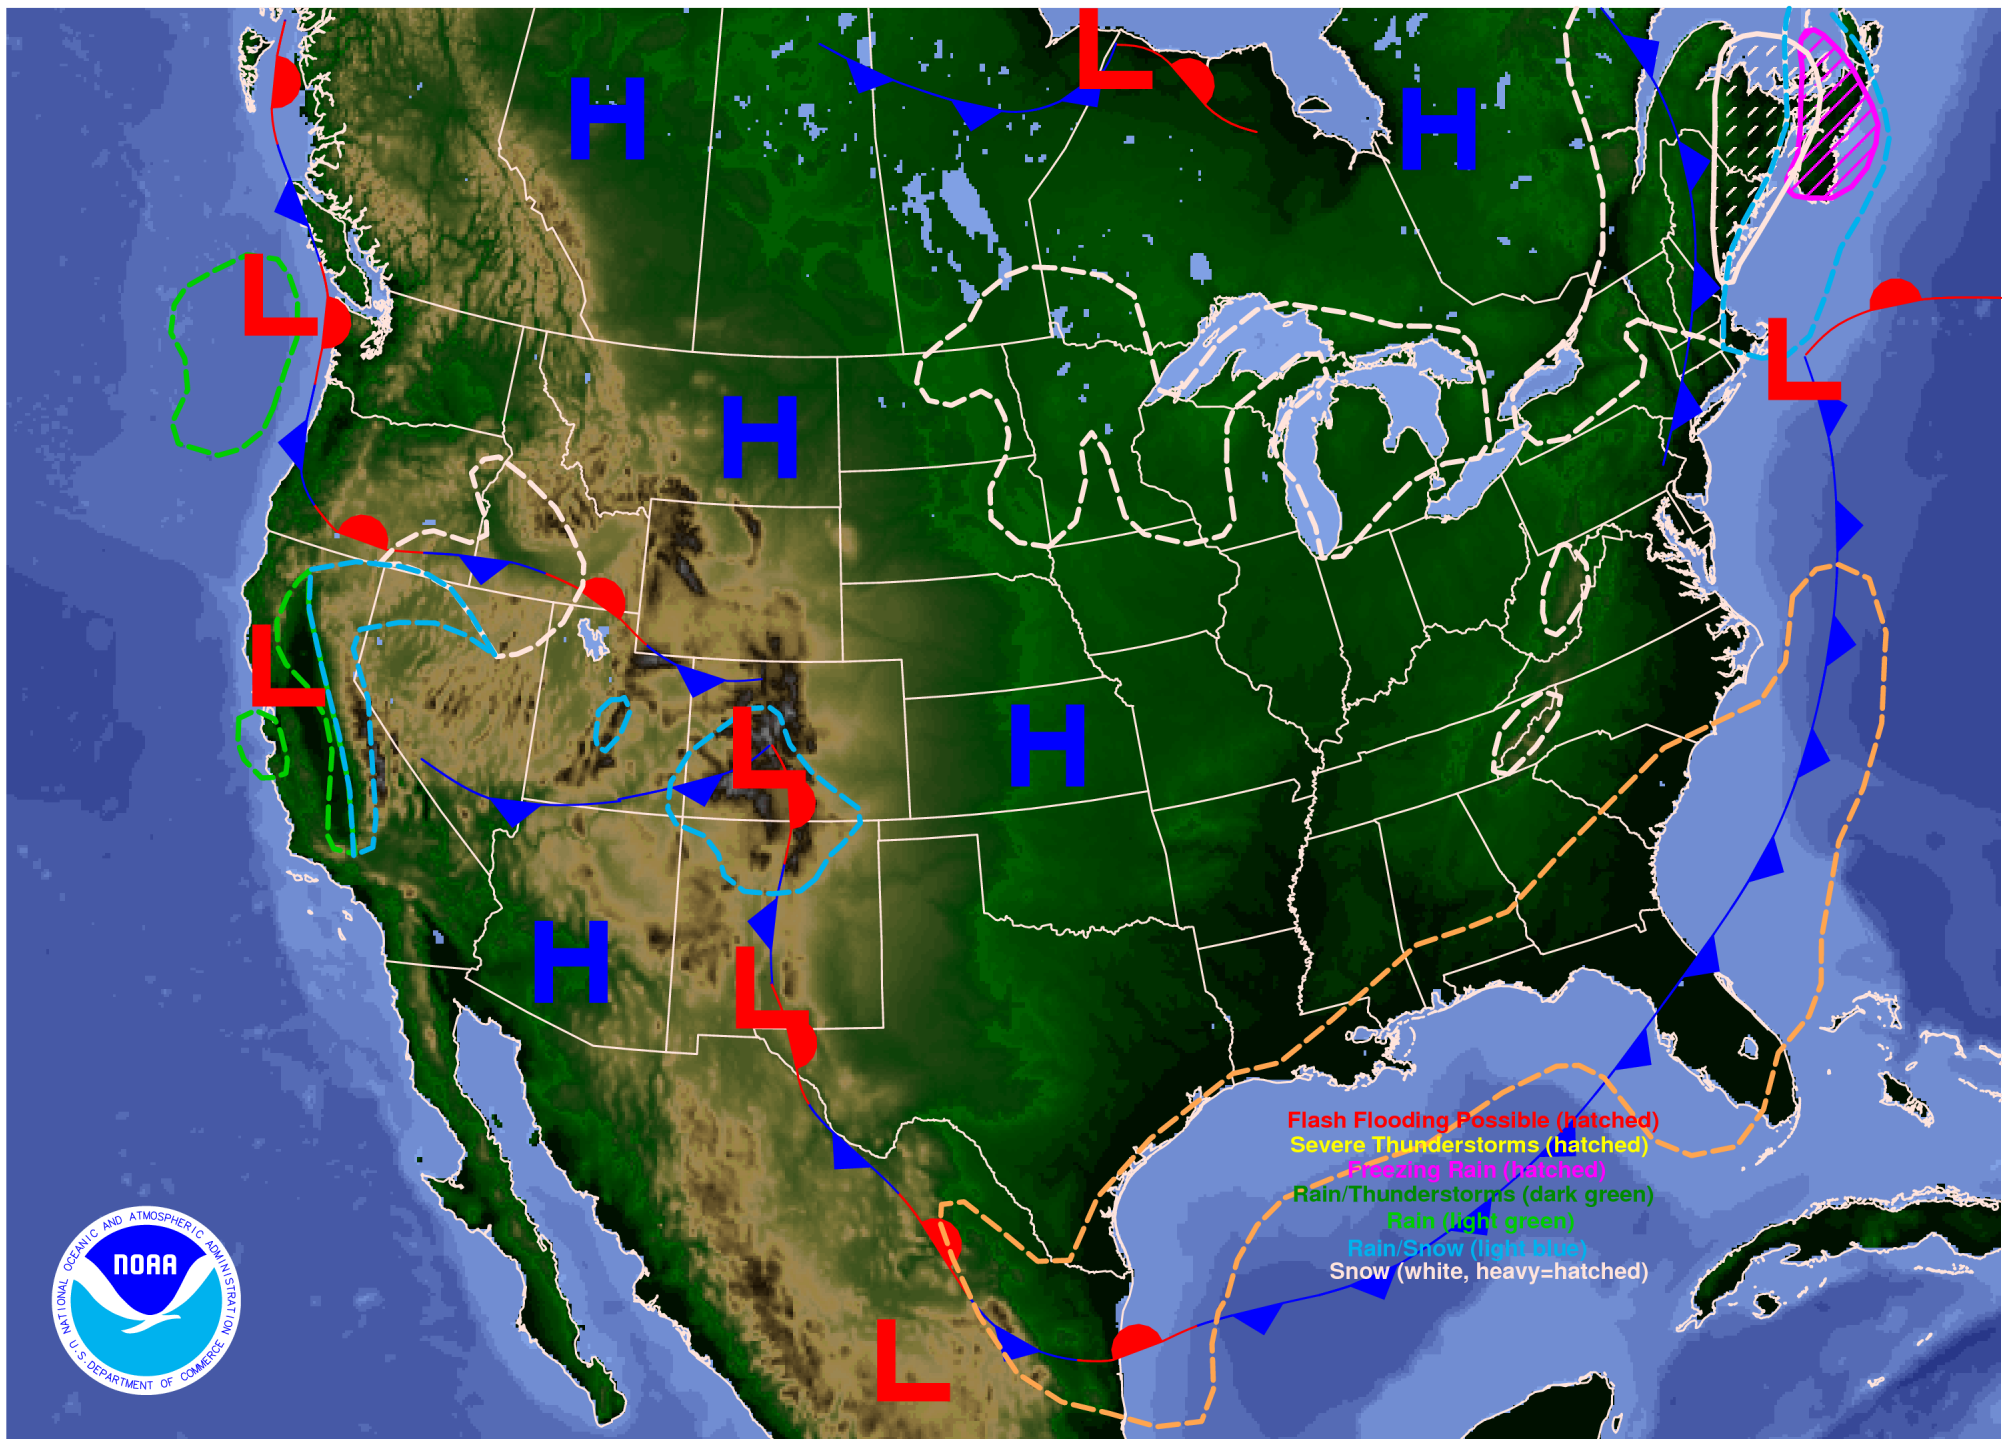 L
H
H
L
L
H
H
L
L
H
H
L
L
Flash Flooding Possible (hatched)
Severe Thunderstorms (hatched)
Freezing Rain (hatched)
Rain/Thunderstorms (dark green)
Rain (light green)
Rain/Snow (light blue)
Snow (white, heavy=hatched)
NATIONAL OCEANIC AND ATMOSPHERIC ADMINISTRATION
NOAA
U.S. DEPARTMENT OF COMMERCE
L